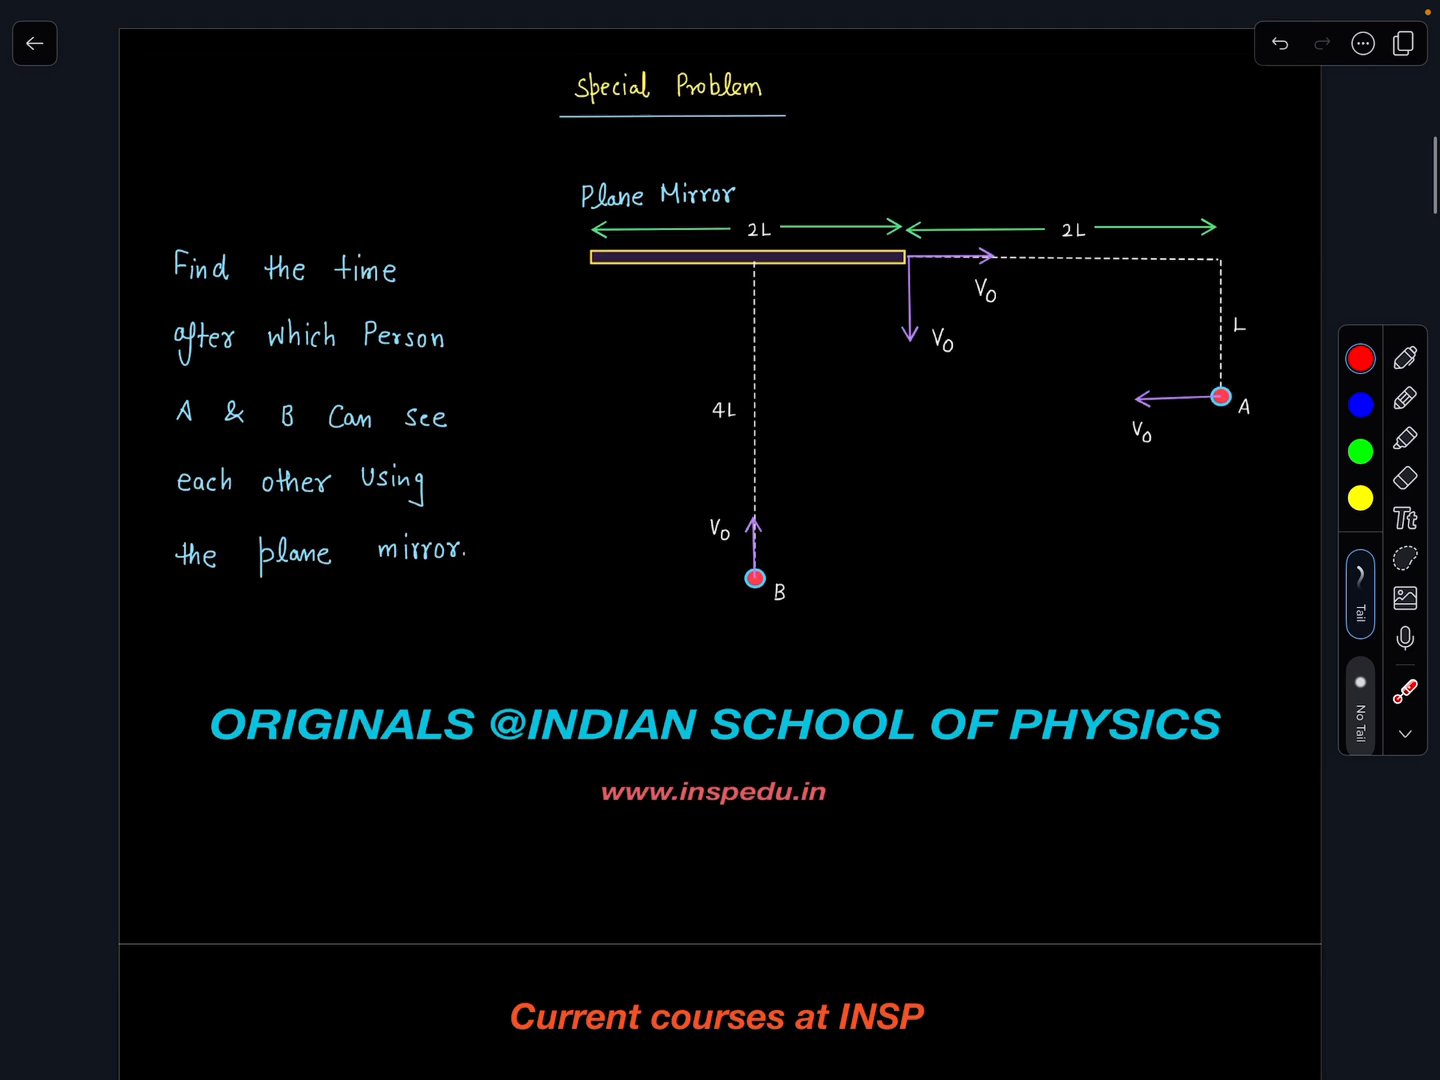 Special Problem
Plane Mirror
2L 2L
Find the time
after which Person
A & B Can see
each other Using
the plane mirror.
V0
V0
L
A
V0
4L
V0
B
ORIGINALS @INDIAN SCHOOL OF PHYSICS
www.inspedu.in
Current courses at INSP
Tt
Tail
No Tail